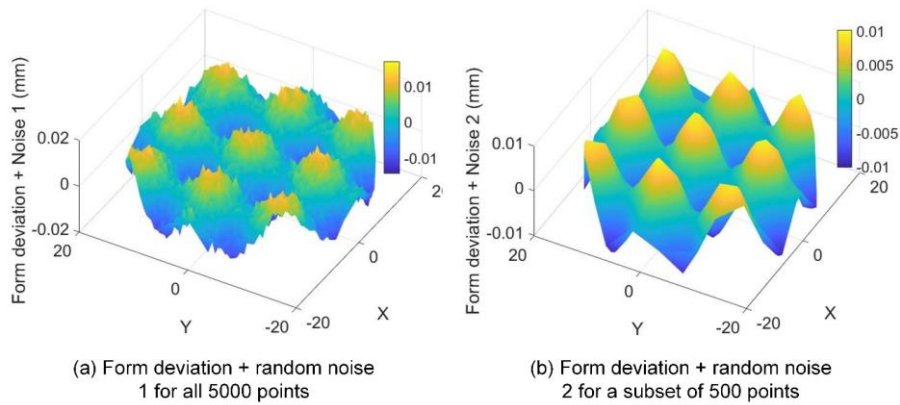 Form deviation + Noise 1 (mm)
0.02
0
-0.02
20
0
-20
Y
-20
0
2
X
0.01
0
-0.01
(a) Form deviation + random noise
1 for all 5000 points
Form deviation + Noise 2 (mm)
0.01
0
-0.01
20
0
-20
Y
-20
0
20
X
0.01
0.005
0
-0.005
-0.01
(b) Form deviation + random noise
2 for a subset of 500 points